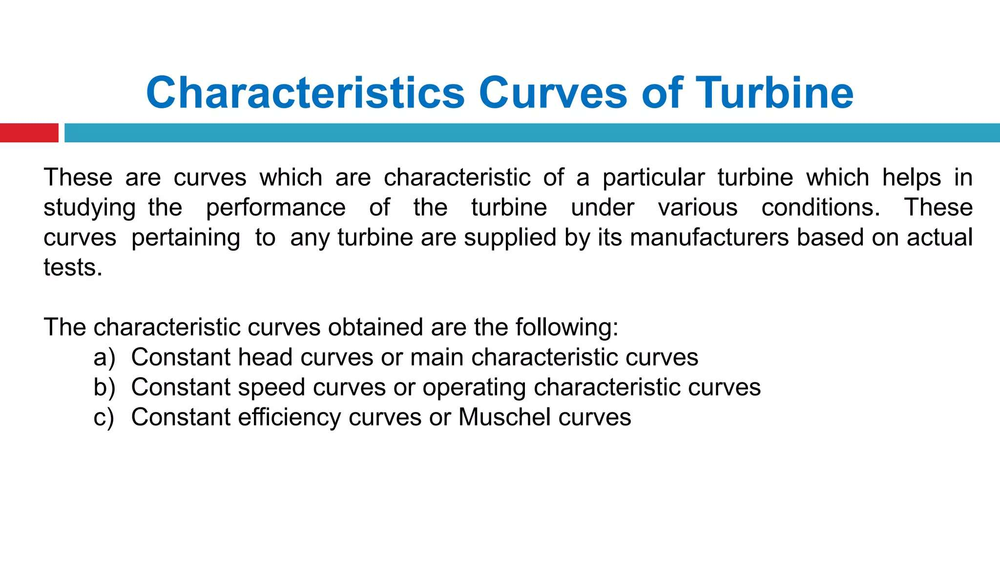 Characteristics Curves of Turbine
These are curves which are characteristic of a particular turbine which helps in
studying the performance of the turbine under various conditions. These
curves pertaining to any turbine are supplied by its manufacturers based on actual
tests.
The characteristic curves obtained are the following:
a) Constant head curves or main characteristic curves
b) Constant speed curves or operating characteristic curves
c) Constant efficiency curves or Muschel curves